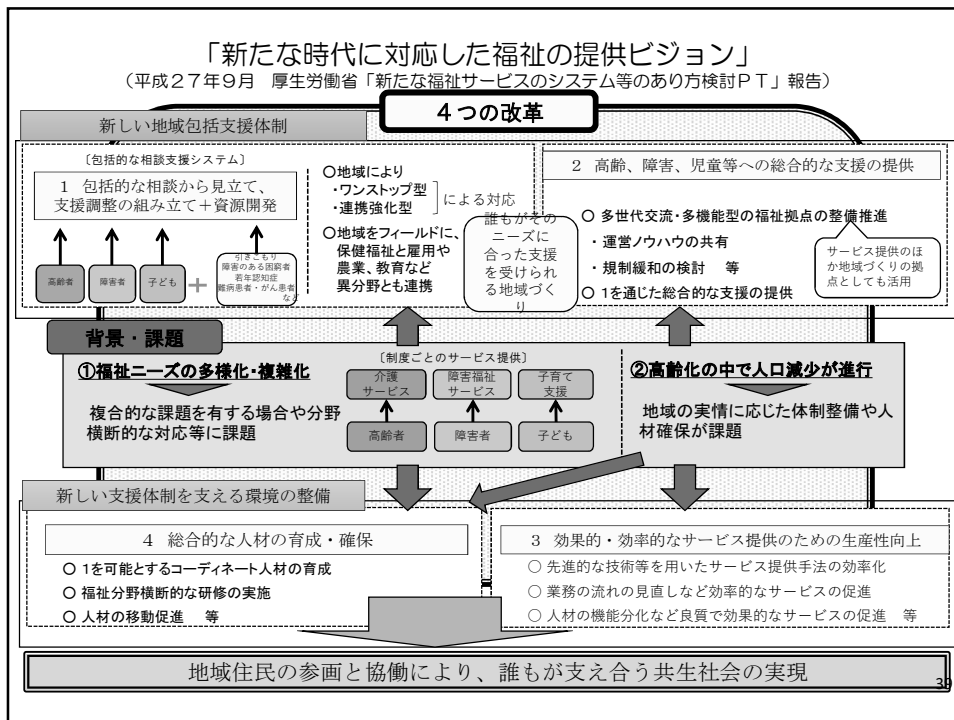 「新たな時代に対応した福祉の提供ビジョン」
（平成２７年９月　厚生労働省「新たな福祉サービスのシステム等のあり方検討ＰＴ」報告）
４つの改革
新しい地域包括支援体制
〔包括的な相談支援システム〕
１ 包括的な相談から見立て、
支援調整の組み立て＋資源開発
高齢者
障害者
子ども
＋
引きこもり
障害のある困窮者
若年認知症
難病患者・がん患者
など
○地域により
・ワンストップ型
・連携強化型
による対応
○地域をフィールドに、
保健福祉と雇用や
農業、教育など
異分野とも連携
誰もがその
ニーズに
合った支援
を受けられ
る地域づく
り
２ 高齢、障害、児童等への総合的な支援の提供
○ 多世代交流・多機能型の福祉拠点の整備推進
・運営ノウハウの共有
・規制緩和の検討　等
○ １を通じた総合的な支援の提供
サービス提供のほ
か地域づくりの拠
点としても活用
背景・課題
①福祉ニーズの多様化・複雑化
複合的な課題を有する場合や分野
横断的な対応等に課題
〔制度ごとのサービス提供〕
介護
サービス
障害福祉
サービス
子育て
支援
高齢者
障害者
子ども
②高齢化の中で人口減少が進行
地域の実情に応じた体制整備や人
材確保が課題
新しい支援体制を支える環境の整備
４ 総合的な人材の育成・確保
○ １を可能とするコーディネート人材の育成
○ 福祉分野横断的な研修の実施
○ 人材の移動促進　等
３ 効果的・効率的なサービス提供のための生産性向上
○ 先進的な技術等を用いたサービス提供手法の効率化
○ 業務の流れの見直しなど効率的なサービスの促進
○ 人材の機能分化など良質で効果的なサービスの促進　等
地域住民の参画と協働により、誰もが支え合う共生社会の実現
39